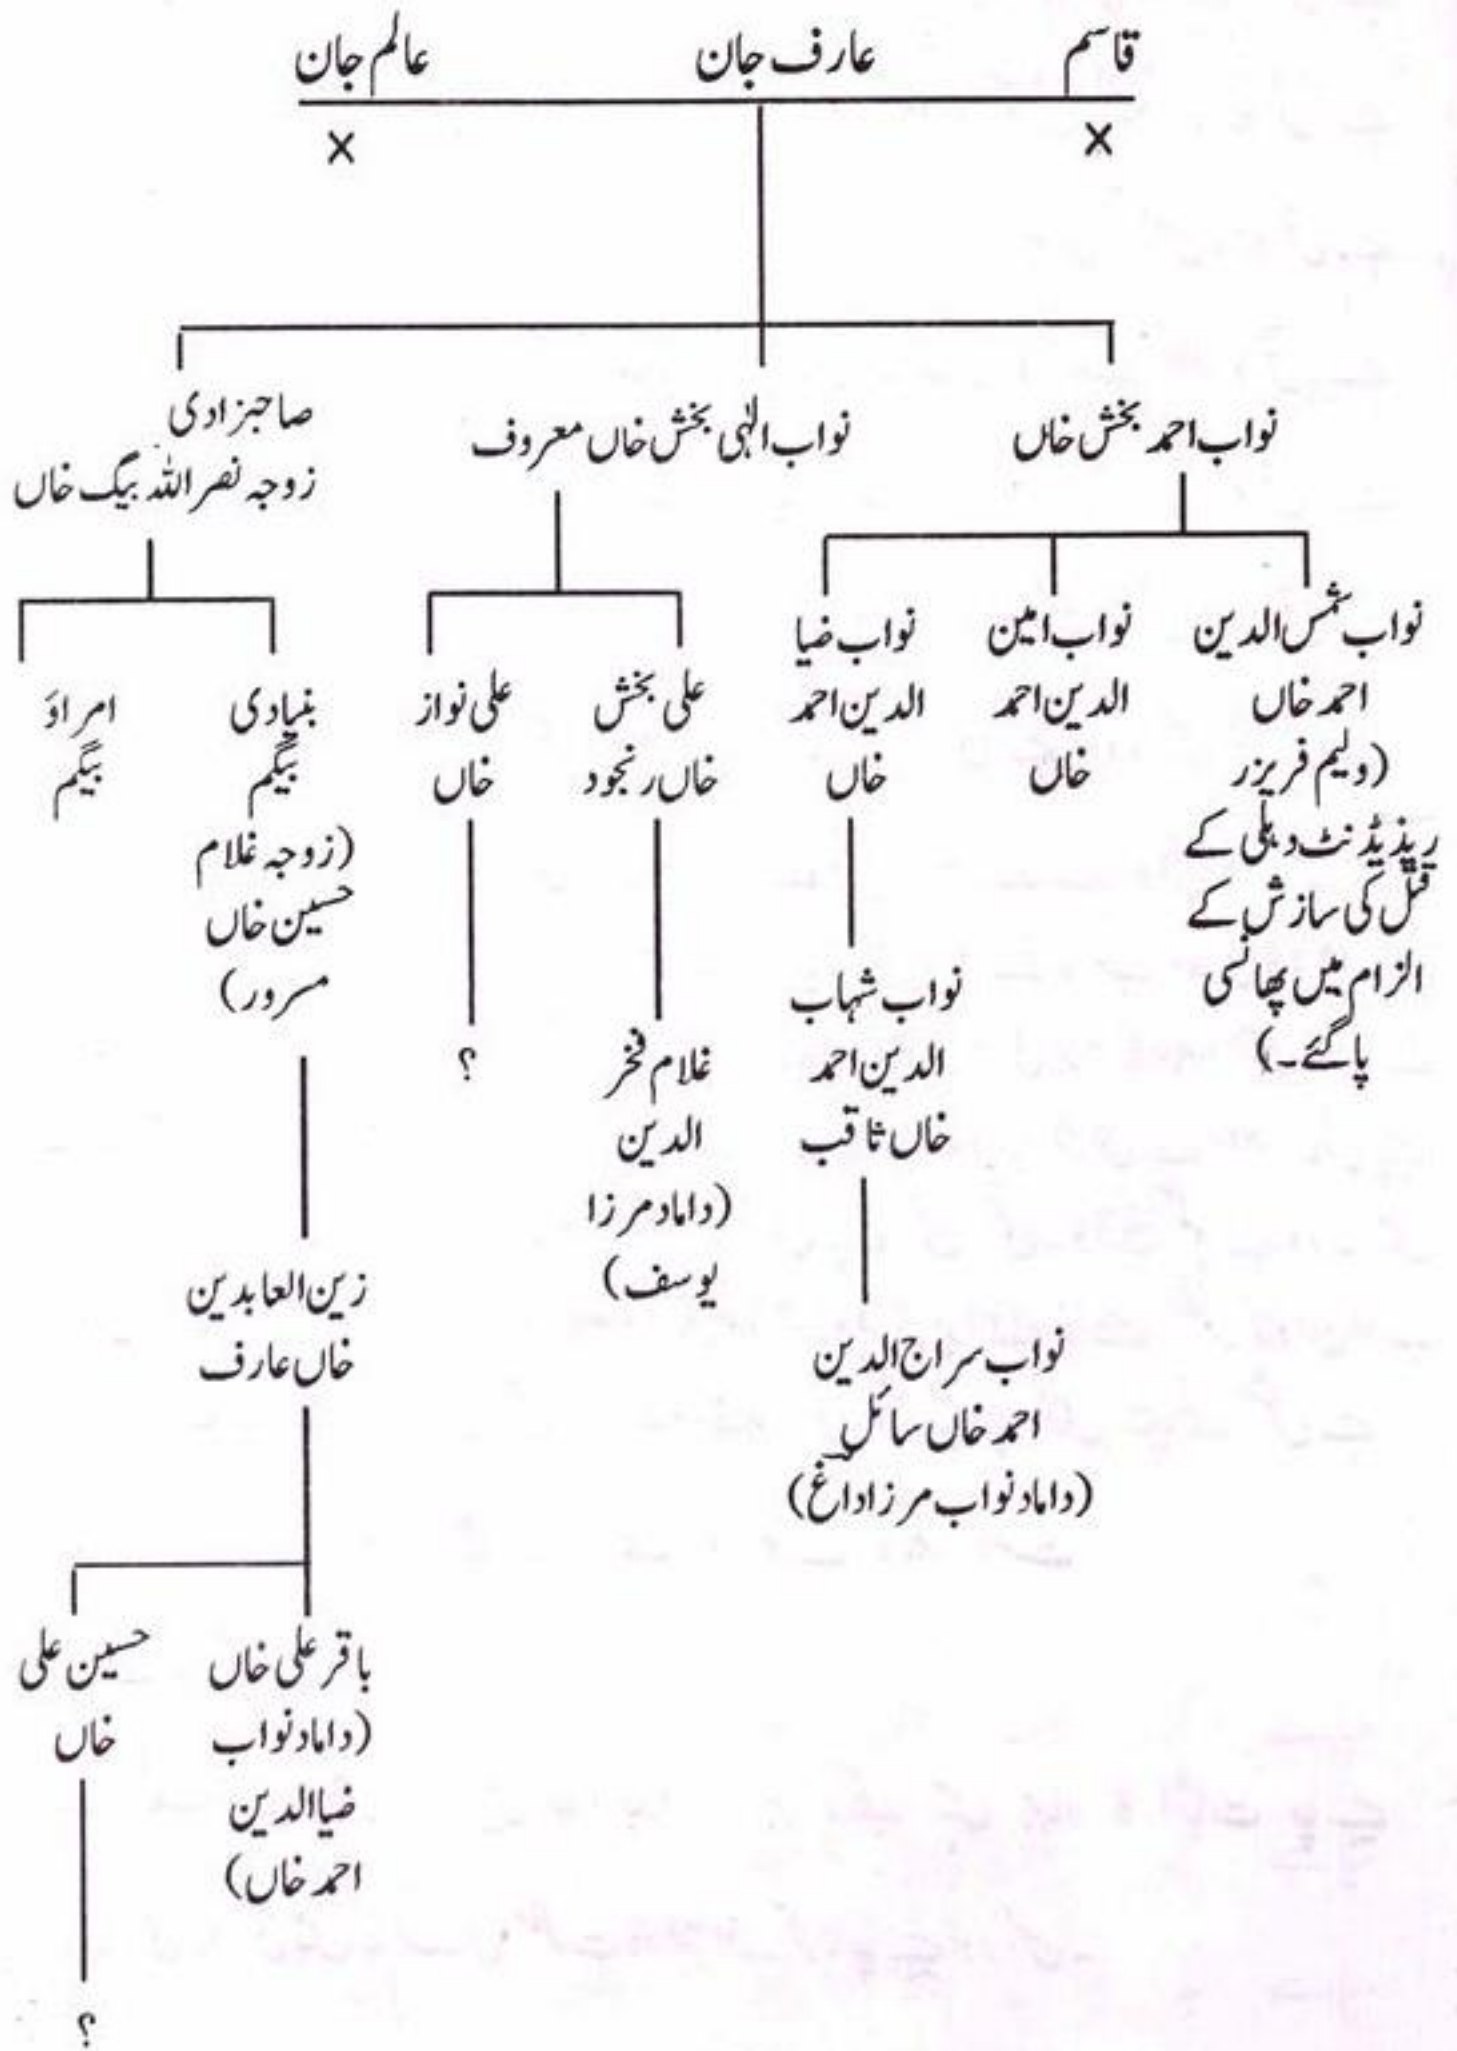 قاسم
عارف جان
عالم جان
×
×
نواب احمد بخش خاں
نواب الٰہی بخش خاں معروف
صاحبزادی
زوجہ نصر اللہ بیگ خاں
نواب شمس الدین
احمد خاں
(ولیم فریزر
ریذیڈنٹ دہلی کے
قتل کی سازش کے
الزام میں پھانسی
پاگئے۔)
نواب امین
الدین احمد
خاں
نواب ضیا
الدین احمد
خاں
نواب شہاب
الدین احمد
خاں ثاقب
نواب سراج الدین
احمد خاں سائل
(داماد نواب مرزا داغ)
علی بخش
خاں رنجود
غلام فخر
الدین
(داماد مرزا
یوسف)
علی نواز
خاں
؟
بنیادی
بیگم
(زوجہ غلام
حسین خاں
مسرور)
زین العابدین
خاں عارف
باقر علی خاں
(داماد نواب
ضیاالدین
احمد خاں)
حسین علی
خاں
؟
امراؤ
بیگم